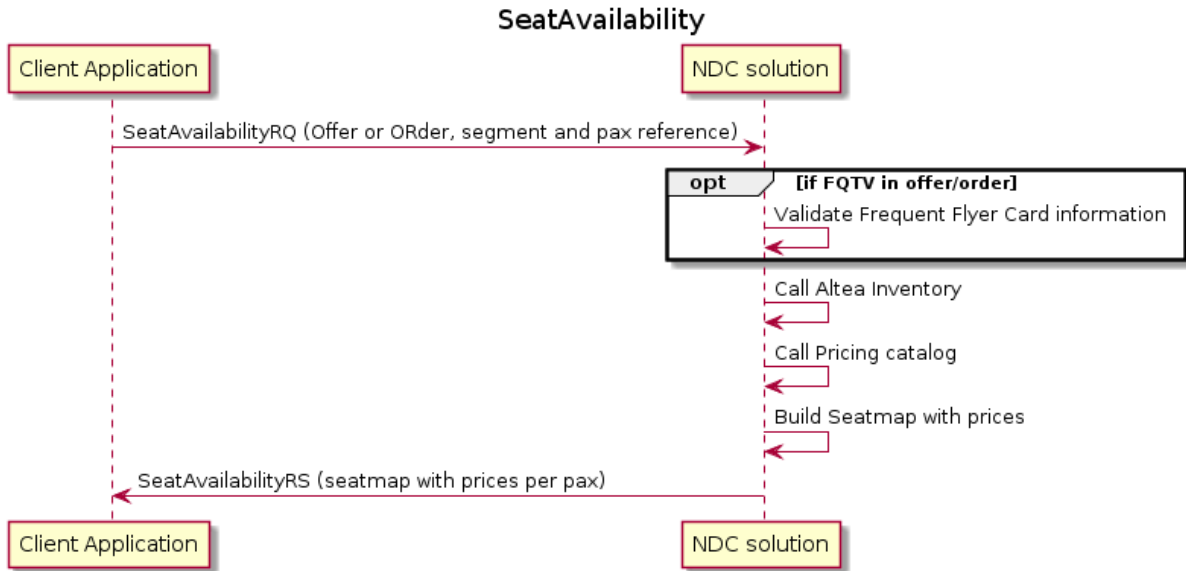 SeatAvailability
Client Application
NDC solution
SeatAvailabilityRQ (Offer or ORder, segment and pax reference)
opt
[if FQTV in offer/order]
Validate Frequent Flyer Card information
Call Altea Inventory
Call Pricing catalog
Build Seatmap with prices
SeatAvailabilityRS (seatmap with prices per pax)
Client Application
NDC solution